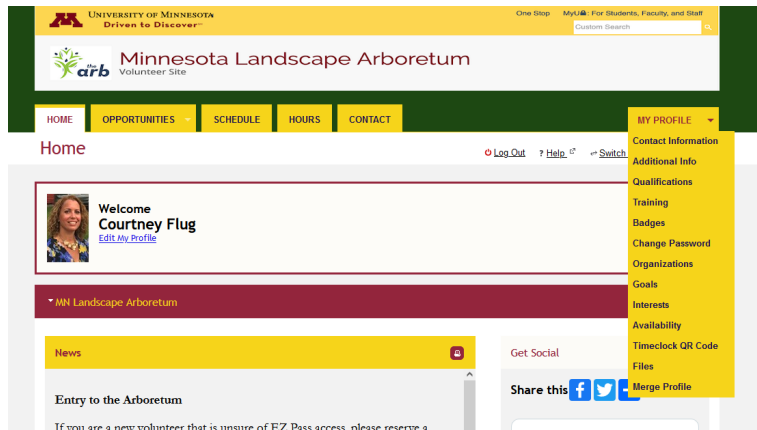 UNIVERSITY OF MINNESOTA
Driven to Discover℠
One Stop MyU: For Students, Faculty, and Staff
Custom Search
the arb
Minnesota Landscape Arboretum
Volunteer Site
HOME OPPORTUNITIES SCHEDULE HOURS CONTACT MY PROFILE
Contact Information
Additional Info
Qualifications
Training
Badges
Change Password
Organizations
Goals
Interests
Availability
Timeclock QR Code
Files
Merge Profile
Home
Log Out ? Help Switch
Welcome
Courtney Flug
Edit My Profile
MN Landscape Arboretum
News
Entry to the Arboretum
If you are a new volunteer that is unsure of EZ Pass access, please reserve a
Get Social
Share this